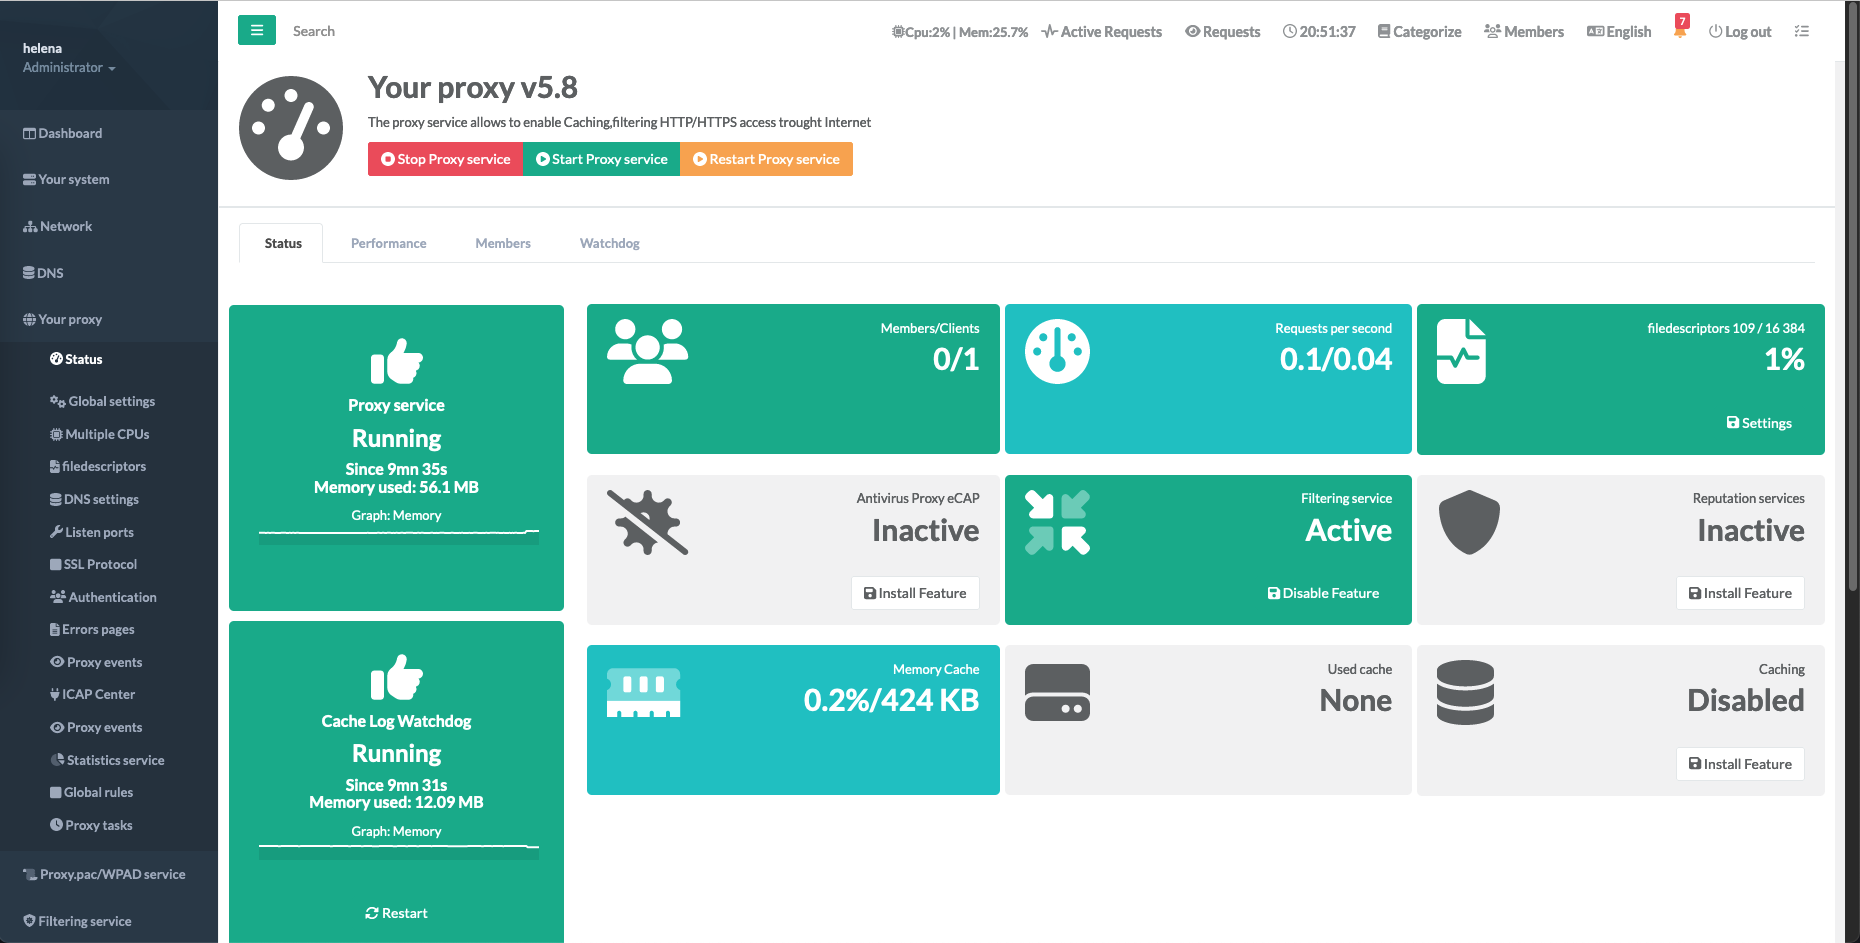 helena
Administrator
Dashboard
Your system
Network
DNS
Your proxy
Status
Global settings
Multiple CPUs
filedescriptors
DNS settings
Listen ports
SSL Protocol
Authentication
Errors pages
Proxy events
ICAP Center
Proxy events
Statistics service
Global rules
Proxy tasks
Proxy.pac/WPAD service
Filtering service
Search
Cpu:2% | Mem:25.7%
Active Requests
Requests
20:51:37
Categorize
Members
English
7
Log out
Your proxy v5.8
The proxy service allows to enable Caching,filtering HTTP/HTTPS access trought Internet
Stop Proxy service
Start Proxy service
Restart Proxy service
Status
Performance
Members
Watchdog
Proxy service
Running
Since 9mn 35s
Memory used: 56.1 MB
Graph: Memory
Cache Log Watchdog
Running
Since 9mn 31s
Memory used: 12.09 MB
Graph: Memory
Restart
Members/Clients
0/1
Requests per second
0.1/0.04
filedescriptors 109 / 16 384
1%
Settings
Antivirus Proxy eCAP
Inactive
Install Feature
Filtering service
Active
Disable Feature
Reputation services
Inactive
Install Feature
Memory Cache
0.2%/424 KB
Used cache
None
Caching
Disabled
Install Feature